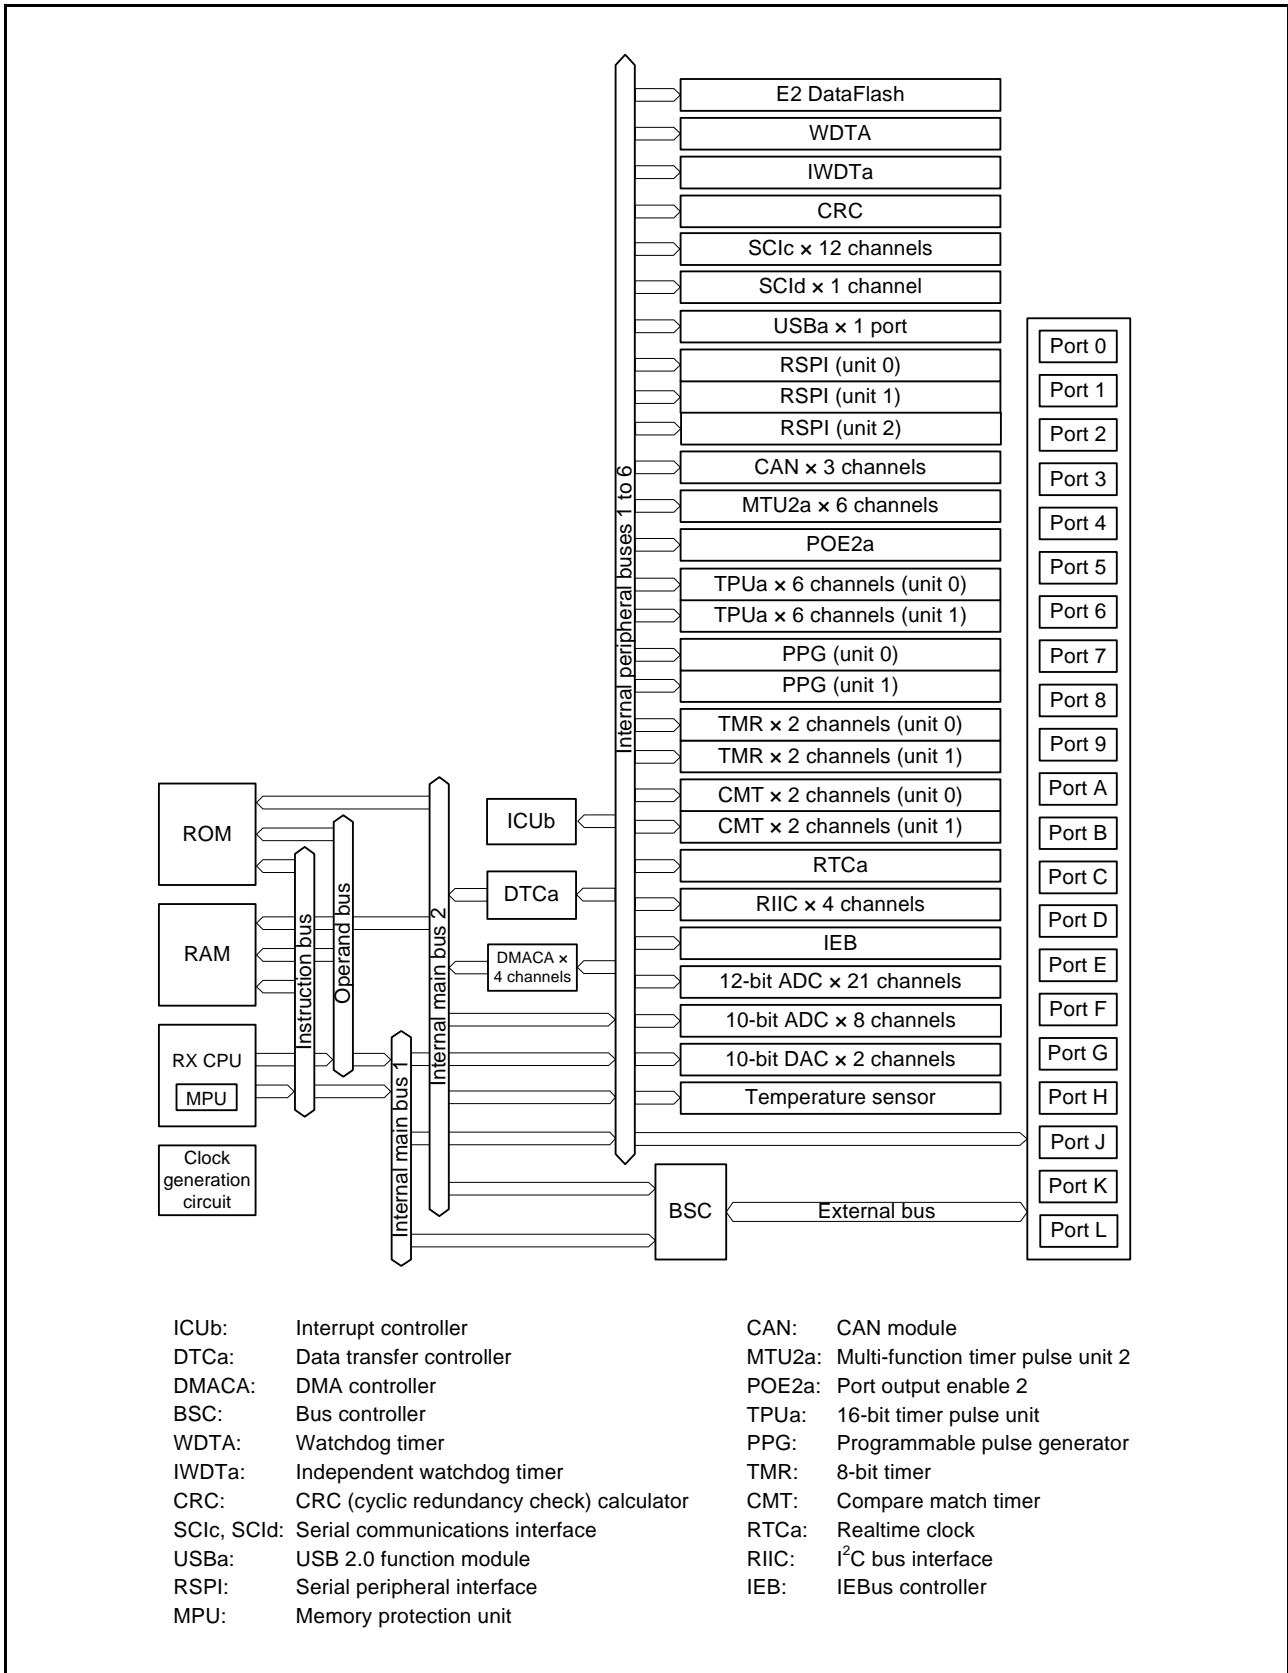 E2 DataFlash
WDTA
IWDTa
CRC
SCIc × 12 channels
SCId × 1 channel
USBa × 1 port
RSPI (unit 0)
RSPI (unit 1)
RSPI (unit 2)
CAN × 3 channels
MTU2a × 6 channels
POE2a
TPUa × 6 channels (unit 0)
TPUa × 6 channels (unit 1)
PPG (unit 0)
PPG (unit 1)
TMR × 2 channels (unit 0)
TMR × 2 channels (unit 1)
CMT × 2 channels (unit 0)
CMT × 2 channels (unit 1)
RTCa
RIIC × 4 channels
IEB
12-bit ADC × 21 channels
10-bit ADC × 8 channels
10-bit DAC × 2 channels
Temperature sensor
Port 0
Port 1
Port 2
Port 3
Port 4
Port 5
Port 6
Port 7
Port 8
Port 9
Port A
Port B
Port C
Port D
Port E
Port F
Port G
Port H
Port J
Port K
Port L
Internal peripheral buses 1 to 6
ROM
RAM
RX CPU
MPU
Clock
generation
circuit
Instruction bus
Operand bus
Internal main bus 1
Internal main bus 2
ICUb
DTCa
DMACA ×
4 channels
BSC
External bus
ICUb: Interrupt controller
DTCa: Data transfer controller
DMACA: DMA controller
BSC: Bus controller
WDTA: Watchdog timer
IWDTa: Independent watchdog timer
CRC: CRC (cyclic redundancy check) calculator
SCIc, SCId: Serial communications interface
USBa: USB 2.0 function module
RSPI: Serial peripheral interface
MPU: Memory protection unit
CAN: CAN module
MTU2a: Multi-function timer pulse unit 2
POE2a: Port output enable 2
TPUa: 16-bit timer pulse unit
PPG: Programmable pulse generator
TMR: 8-bit timer
CMT: Compare match timer
RTCa: Realtime clock
RIIC: I²C bus interface
IEB: IEBus controller